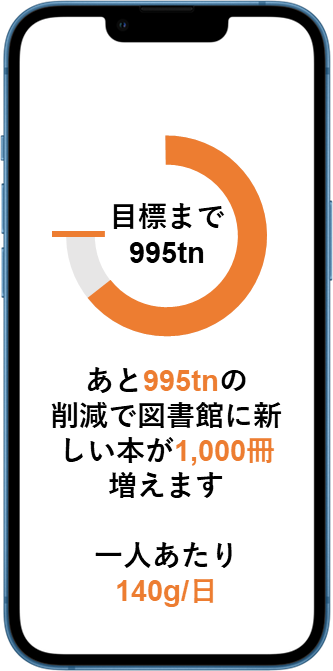 目標まで
995tn
あと995tnの
削減で図書館に新
しい本が1,000冊
増えます
一人あたり
140g/日